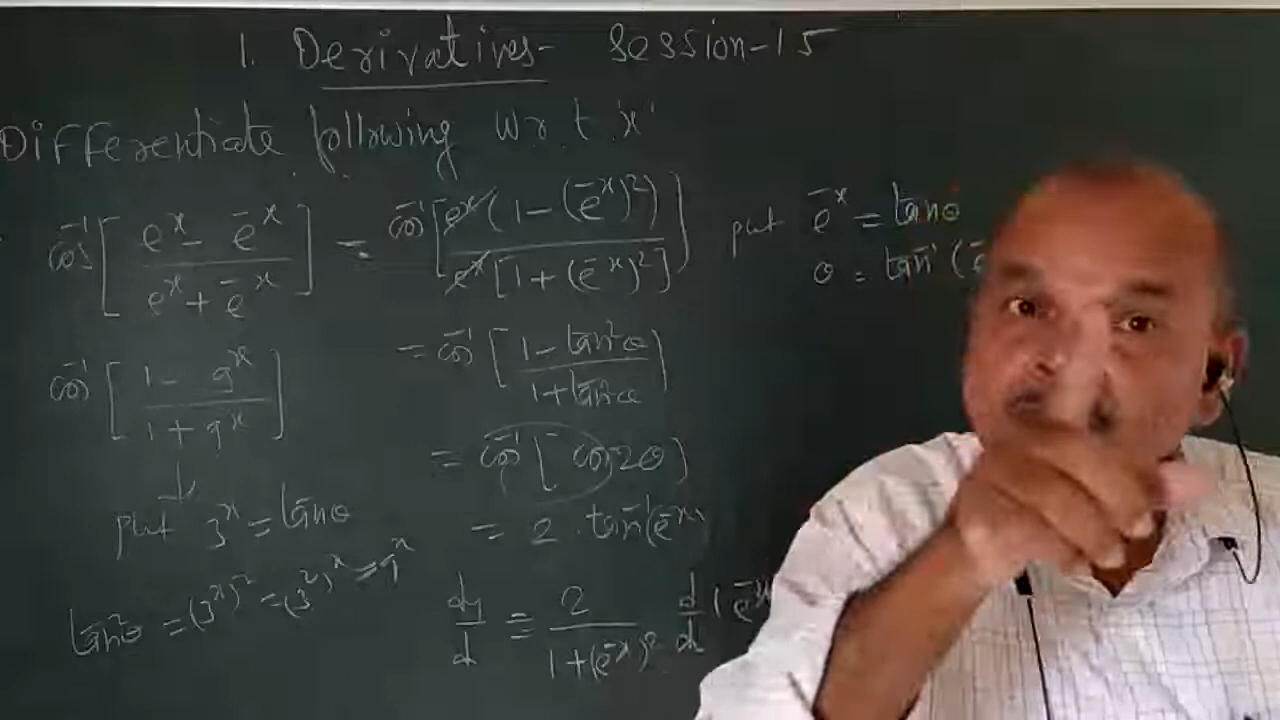 1. Derivatives- Session-15
Differentiate following w.r.t. 'x'
cos⁻¹[(eˣ - e⁻ˣ)/(eˣ + e⁻ˣ)] = cos⁻¹[eˣ(1-(e⁻ˣ)²)/eˣ[1+(e⁻ˣ)²]] put e⁻ˣ = tanθ
θ = tan⁻¹(e
= cos⁻¹[(1-tan²θ)/(1+tan²θ)]
cos⁻¹[(1-9ˣ)/(1+9ˣ)]
= cos⁻¹[cos2θ]
put 3ˣ = tanθ
= 2. tan⁻¹(e⁻ˣ)
tan²θ = (3ˣ)² = (3²)ˣ = 9ˣ
dy/d = 2/(1+(e⁻ˣ)²) d/d (e⁻ˣ